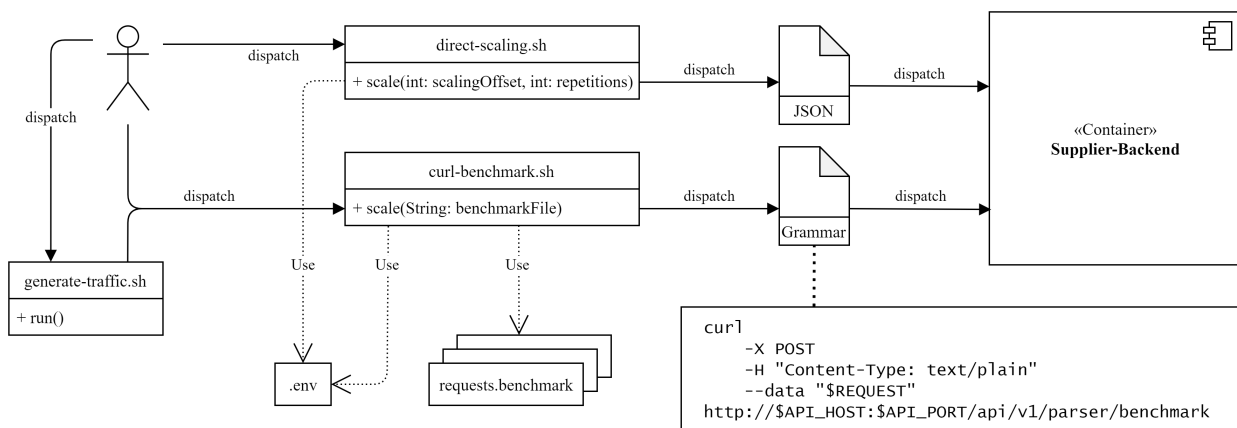 direct-scaling.sh
dispatch
+ scale(int: scalingOffset, int: repetitions)
dispatch
JSON
dispatch
«Container»
Supplier-Backend
dispatch
curl-benchmark.sh
dispatch
+ scale(String: benchmarkFile)
dispatch
Grammar
dispatch
generate-traffic.sh
+ run()
Use
Use
Use
.env
requests.benchmark
curl
-X POST
-H "Content-Type: text/plain"
--data "$REQUEST"
http://$API_HOST:$API_PORT/api/v1/parser/benchmark